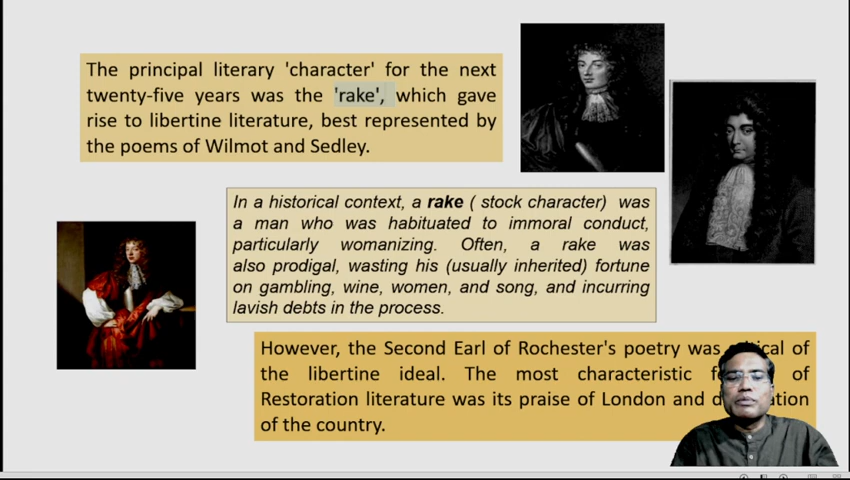 The principal literary 'character' for the next
twenty-five years was the 'rake', which gave
rise to libertine literature, best represented by
the poems of Wilmot and Sedley.
In a historical context, a rake ( stock character) was
a man who was habituated to immoral conduct,
particularly womanizing. Often, a rake was
also prodigal, wasting his (usually inherited) fortune
on gambling, wine, women, and song, and incurring
lavish debts in the process.
However, the Second Earl of Rochester's poetry was of
the libertine ideal. The most characteristic of
Restoration literature was its praise of London and
of the country.